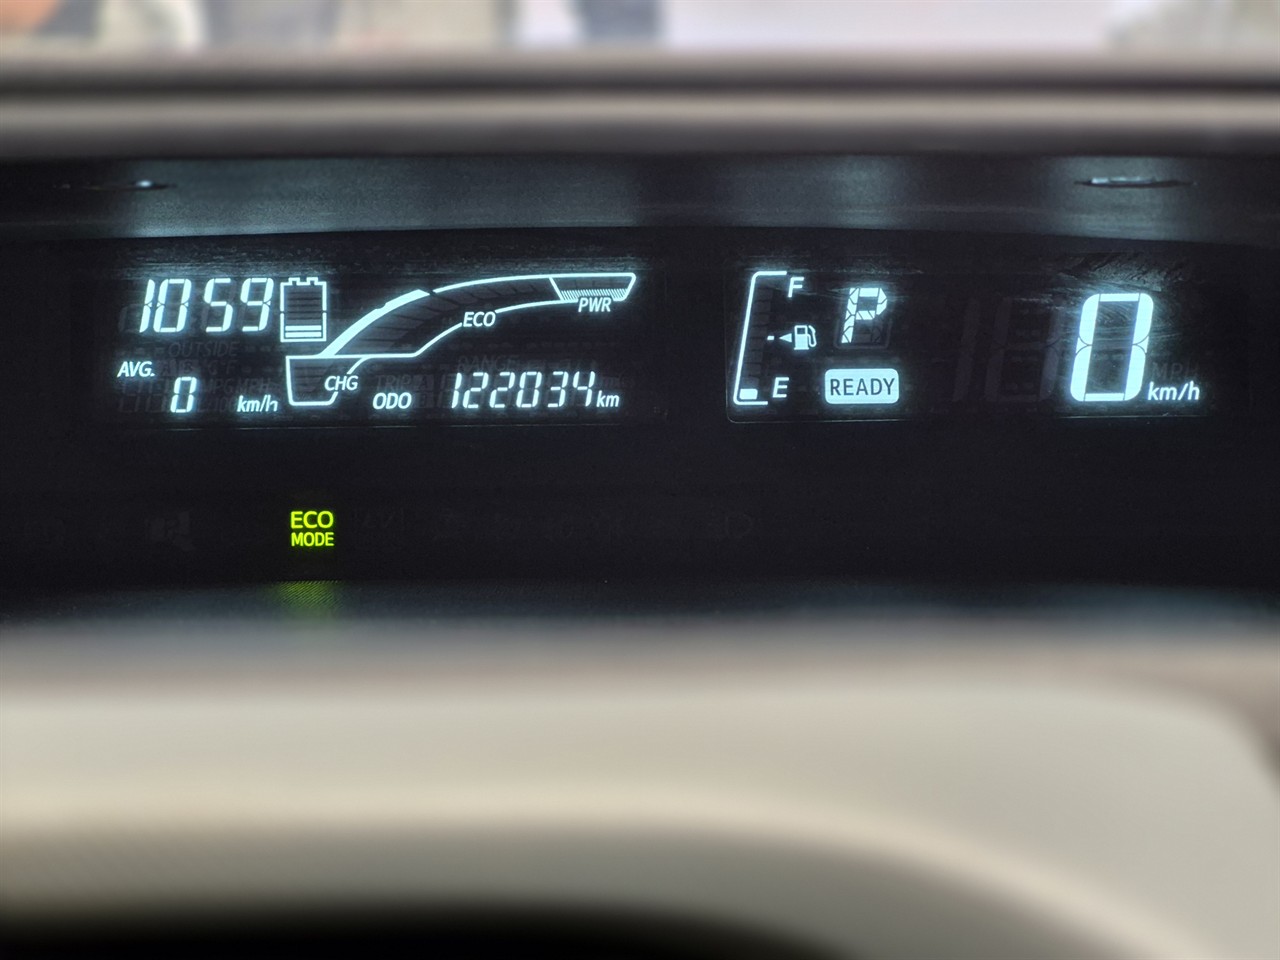 10 59
PWR
ECO
AVG.
0 km/h
CHG
ODO 122034 km
F
E
P
READY
0 km/h
ECO
MODE